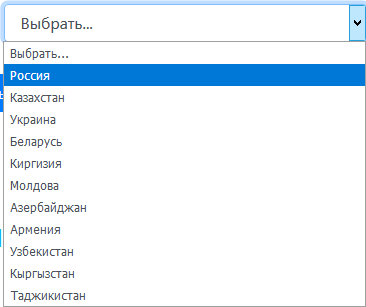 Выбрать...
Выбрать...
Россия
Казахстан
Украина
Беларусь
Киргизия
Молдова
Азербайджан
Армения
Узбекистан
Кыргызстан
Таджикистан